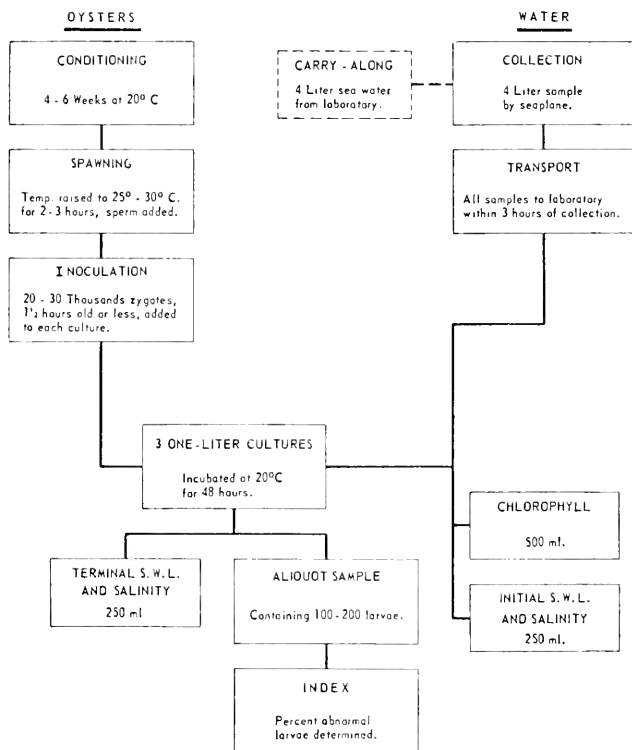 OYSTERS
CONDITIONING
4 - 6 Weeks at 20° C
SPAWNING
Temp. raised to 25° - 30° C.
for 2 - 3 hours, sperm added.
INOCULATION
20 - 30 Thousands zygates,
1½ hours old or less, added
to each culture.
WATER
CARRY - ALONG
4 Liter sea water
from laboratory.
COLLECTION
4 Liter sample
by seaplane.
TRANSPORT
All samples to laboratory
within 3 hours of collection.
3 ONE-LITER CULTURES
Incubated at 20°C
for 48 hours.
CHLOROPHYLL
500 ml.
INITIAL S.W.L.
AND SALINITY
250 ml.
TERMINAL S.W.L.
AND SALINITY
250 ml
ALIQUOT SAMPLE
Containing 100 - 200 larvae.
INDEX
Percent abnormal
larvae determined.